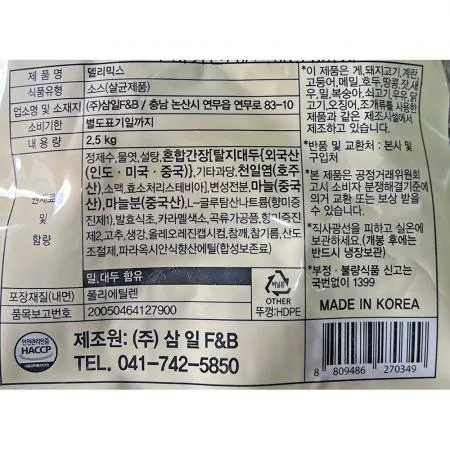 제 품 명 델리믹스
식품유형 소스(살균제품)
업소명 및 소재지 (주)삼일F&B / 충남 논산시 연무읍 연무로 83-10
소비기한 별도표기일까지
내 용 량 2,5 kg
정제수,물엿,설탕,혼합간장[탈지대두{외국산
(인도·미국·중국)},기타과당,천일염(호주
산),소맥,효소처리스테비아],변성전분,마늘(중국
산),마늘분(중국산),L-글루탐산나트륨(향미증
진제1),발효식초,카라멜색소,곡류가공품,향미증진
제2,고추,생강,올레오레진캡시컴,참깨,참기름,산도
조절제,파라옥시안식향산에틸(합성보존료)
및
함량
밀,대두 함유
포장재질(내면) 폴리에틸렌
품목보고번호 20050464127900
안전관리인증
HACCP
제조원: (주) 삼일 F&B
TEL. 041-742-5850
*이 제품은 게,돼지고기,계란
고등어,메밀,호두,땅콩,잣,새
우,밀,복숭아,쇠고기,우유,닭
고기,오징어,조개류를 사용한
제품과 같은 제조시설에서
제조하고 있습니다.
*반품 및 교환처 : 본사 및
구입처
*본 제품은 공정거래위원회
고시 소비자 분쟁해결기준에
의거 교환 또는 보상 받을
수 있습니다.
*직사광선을 피하고 실온에
보관하세요.(개봉 후에는
반드시 냉장보관)
*부정·불량식품 신고는
국번없이 1399
비닐류
OTHER
뚜껑:HDPE
MADE IN KOREA
8 809486 270349